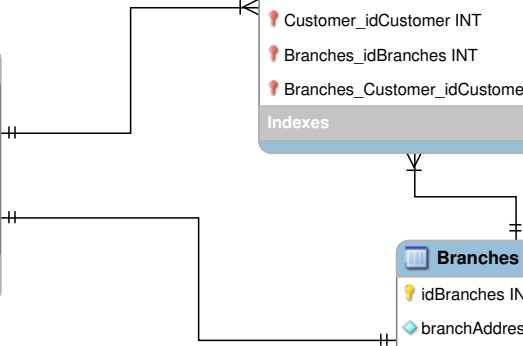 Customer_idCustomer INT
Branches_idBranches INT
Branches_Customer_idCustome
Indexes
Branches
idBranches IN
branchAddres